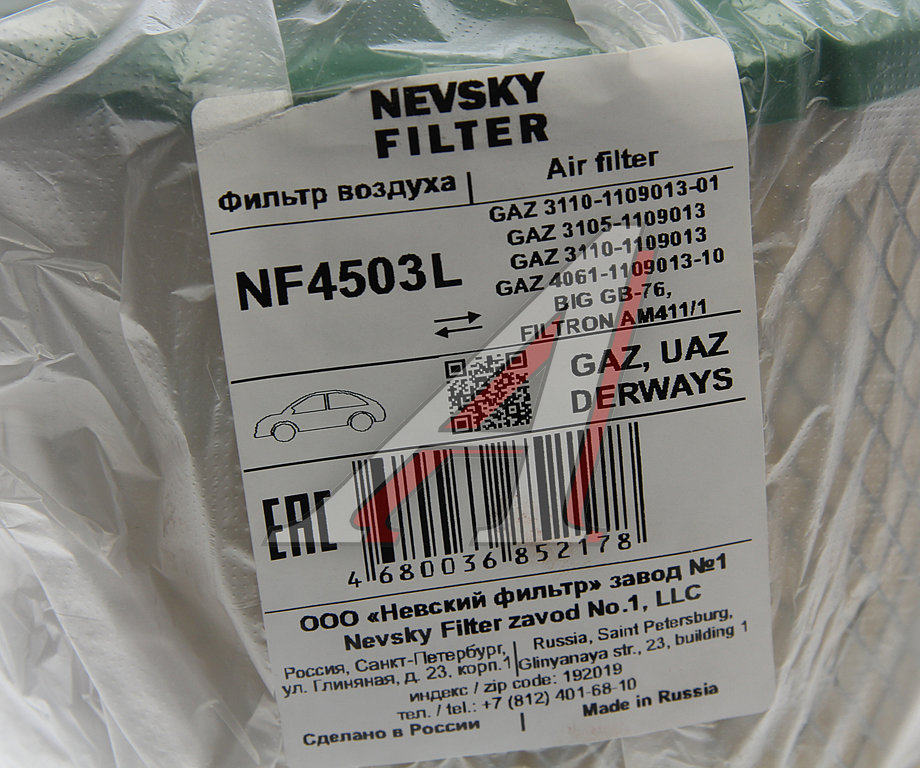 NEVSKY
FILTER
Фильтр воздуха
Air filter
NF4503L
GAZ 3110-1109013-01
GAZ 3105-1109013
GAZ 3110-1109013
GAZ 4061-1109013-10
BIG GB-76,
FILTRON AM411/1
GAZ, UAZ
DERWAYS
EAC
4 680036 852178
ООО «Невский фильтр» завод №1
Nevsky Filter zavod No.1, LLC
Россия, Санкт-Петербург,
ул. Глиняная, д. 23, корп.1
Russia, Saint Petersburg,
Glinyanaya str., 23, building 1
индекс / zip code: 192019
тел. / tel.: +7 (812) 401-68-10
Сделано в России
Made in Russia